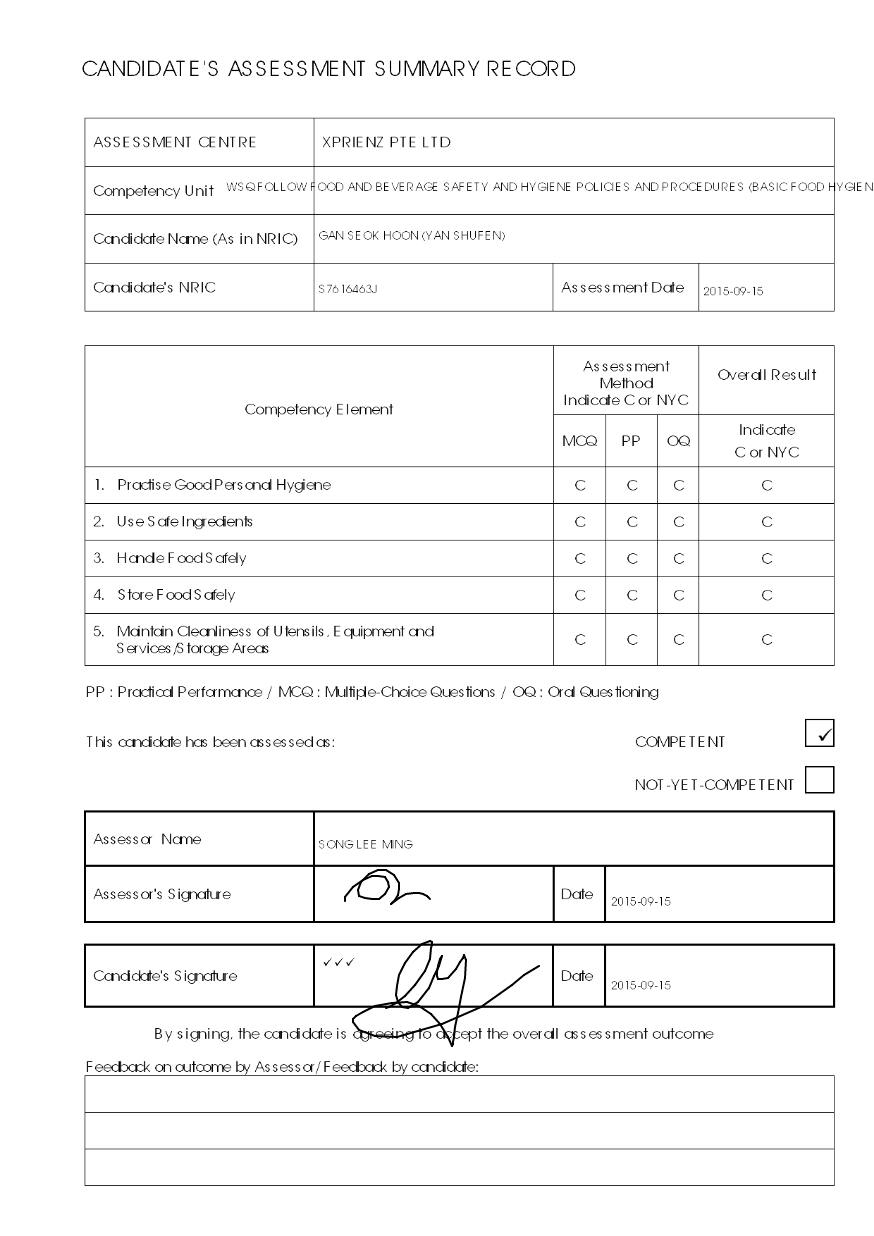 CANDIDATE'S ASSESSMENT SUMMARY RECORD
ASSESSMENT CENTRE XPRIENZ PTE LTD
Competency Unit WSQ FOLLOW FOOD AND BEVERAGE SAFETY AND HYGIENE POLICIES AND PROCEDURES (BASIC FOOD HYGIEN
Candidate Name (As in NRIC) GAN SEOK HOON (YAN SHUFEN)
Candidate's NRIC S7616463J Assessment Date 2015-09-15
Competency Element
Assessment
Method
Indicate C or NYC
Overall Result
MCQ PP OQ
Indicate
C or NYC
1. Practise Good Personal Hygiene C C C C
2. Use Safe Ingredients C C C C
3. Handle Food Safely C C C C
4. Store Food Safely C C C C
5. Maintain Cleanliness of Utensils, Equipment and
Services/Storage Areas C C C C
PP : Practical Performance / MCQ : Multiple-Choice Questions / OQ : Oral Questioning
This candidate has been assessed as: COMPETENT ✓
NOT-YET-COMPETENT
Assessor Name SONG LEE MING
Assessor's Signature Date 2015-09-15
Candidate's Signature ✓✓✓ Date 2015-09-15
By signing, the candidate is agreeing to accept the overall assessment outcome
Feedback on outcome by Assessor/Feedback by candidate: